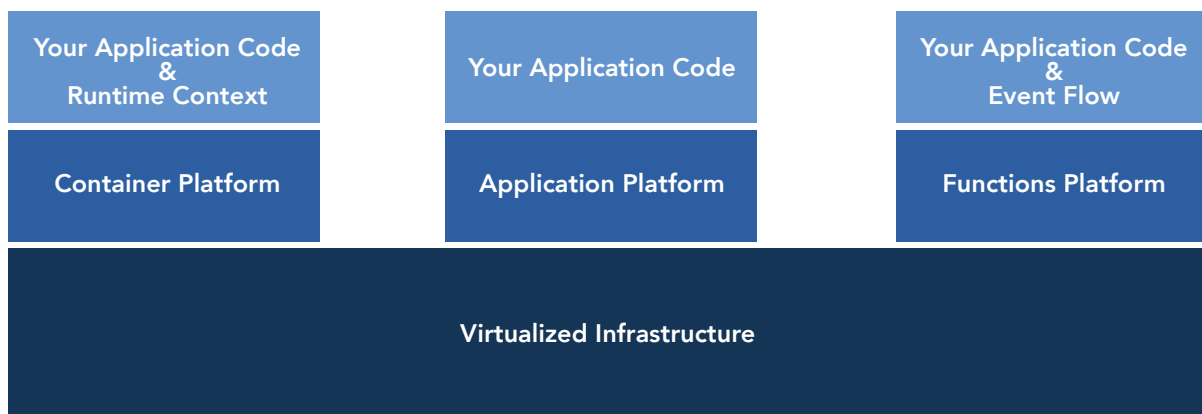 Your Application Code
&
Runtime Context
Your Application Code
Your Application Code
&
Event Flow
Container Platform
Application Platform
Functions Platform
Virtualized Infrastructure